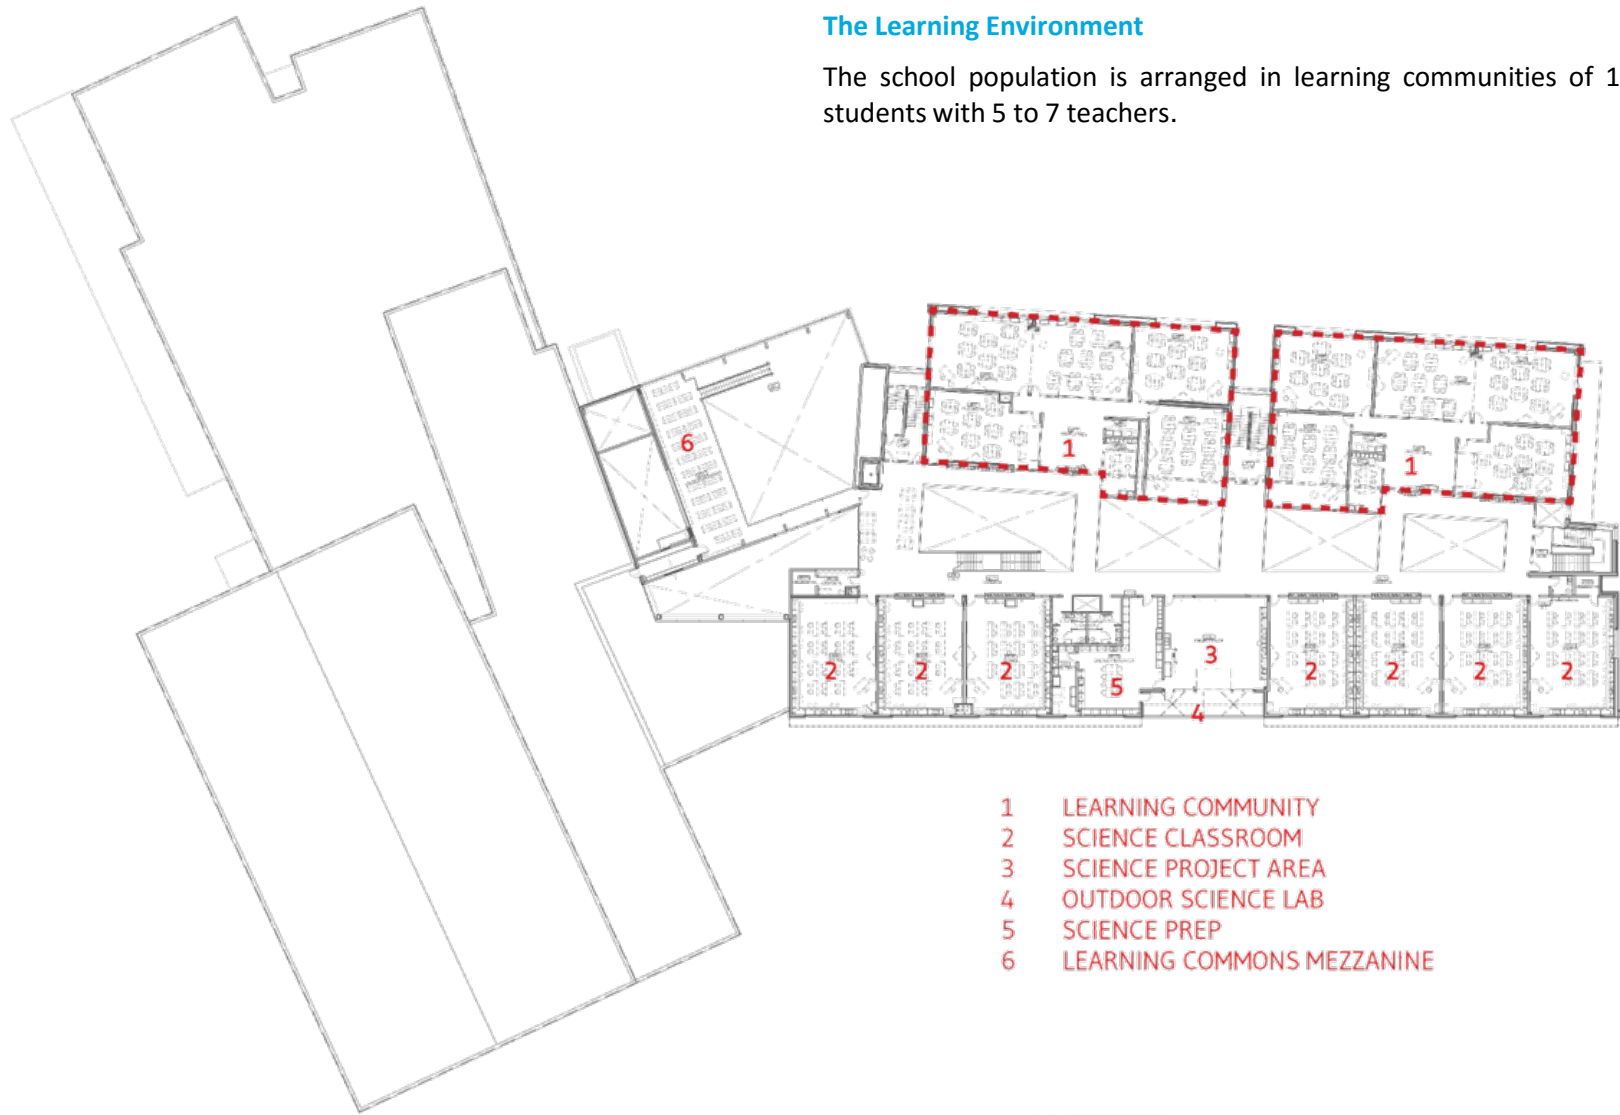 The Learning Environment
The school population is arranged in learning communities of 1
students with 5 to 7 teachers.
6
1
1
2
2
2
5
3
4
2
2
2
2
1 LEARNING COMMUNITY
2 SCIENCE CLASSROOM
3 SCIENCE PROJECT AREA
4 OUTDOOR SCIENCE LAB
5 SCIENCE PREP
6 LEARNING COMMONS MEZZANINE